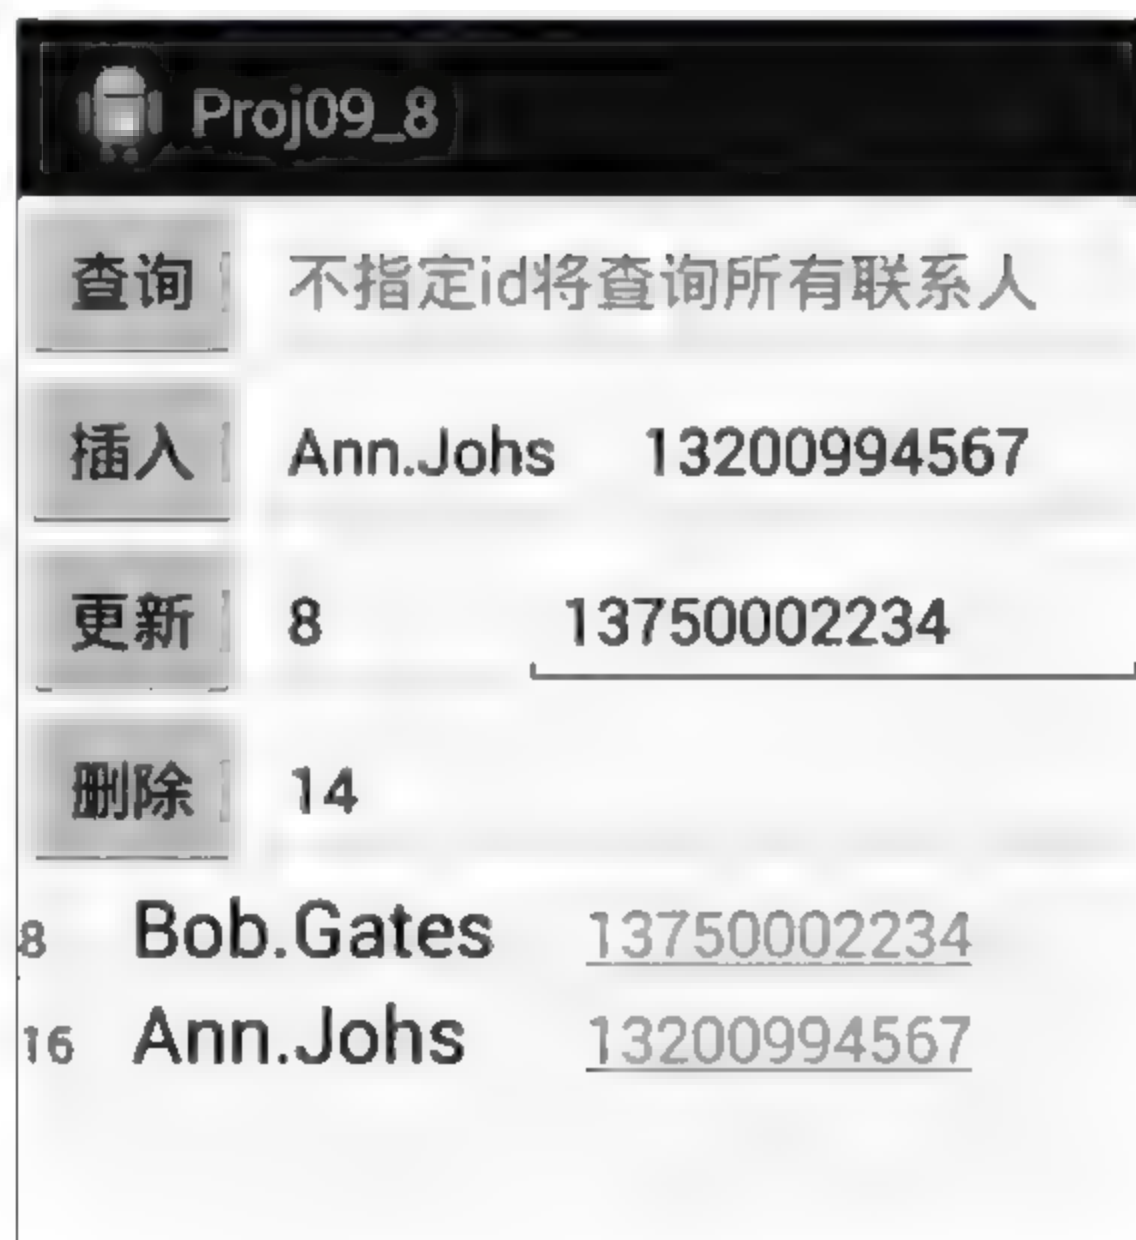 Proj09_8
查询 不指定id将查询所有联系人
插入 Ann.Johs 13200994567
更新 8 13750002234
删除 14
8 Bob.Gates 13750002234
16 Ann.Johs 13200994567